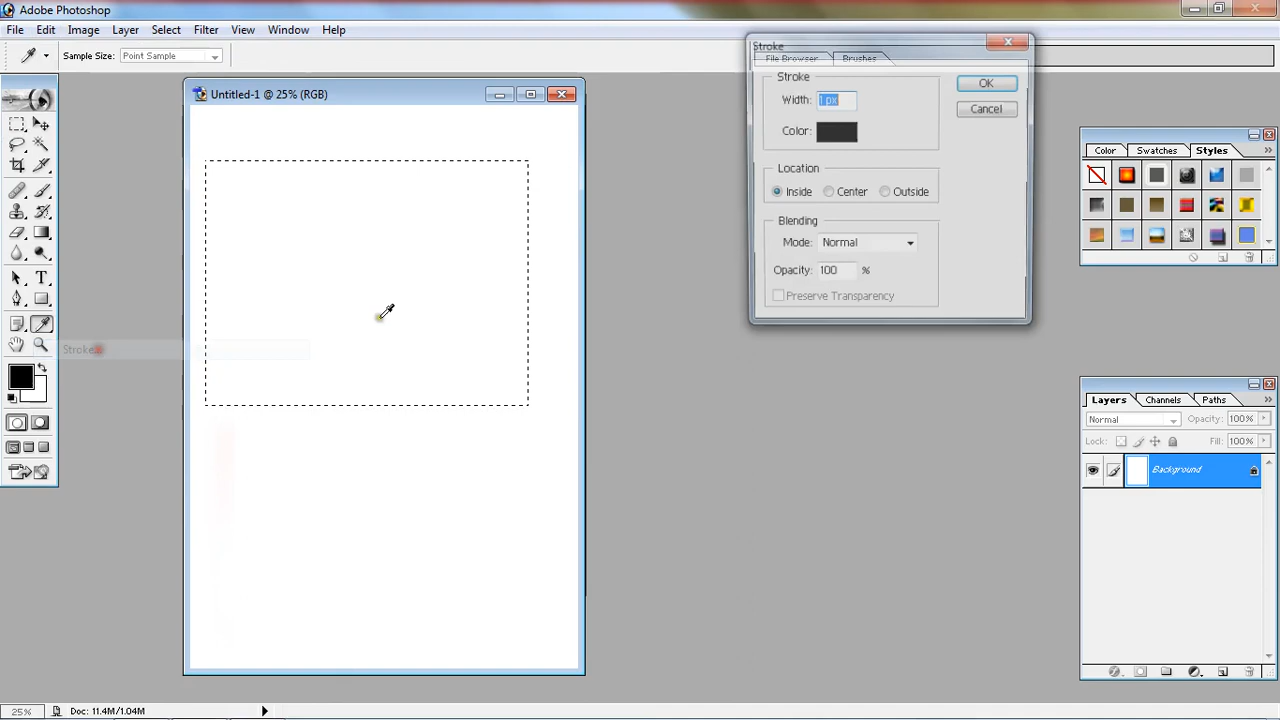 Adobe Photoshop
File Edit Image Layer Select Filter View Window Help
Sample Size: Point Sample
File Browser Brushes
Untitled-1 @ 25% (RGB)
Stroke
Stroke
Width: 1 px
Color:
OK
Cancel
Location
Inside Center Outside
Blending
Mode: Normal
Opacity: 100 %
Preserve Transparency
Color Swatches Styles
Stroke
Layers Channels Paths
Normal Opacity: 100%
Lock: Fill: 100%
Background
25% Doc: 11.4M/1.04M